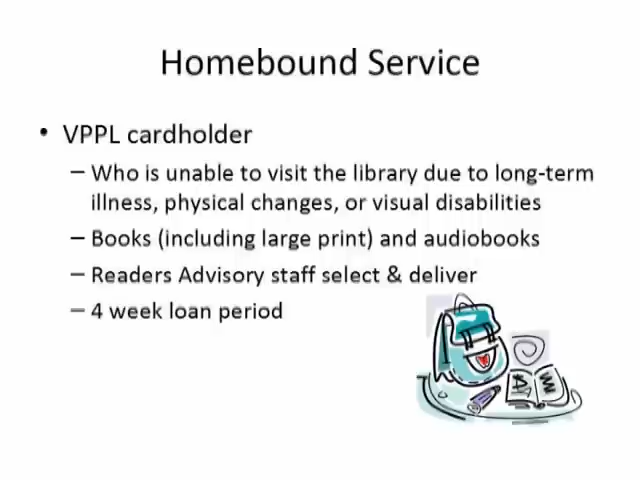 Homebound Service
• VPPL cardholder
– Who is unable to visit the library due to long-term
illness, physical changes, or visual disabilities
– Books (including large print) and audiobooks
– Readers Advisory staff select & deliver
– 4 week loan period